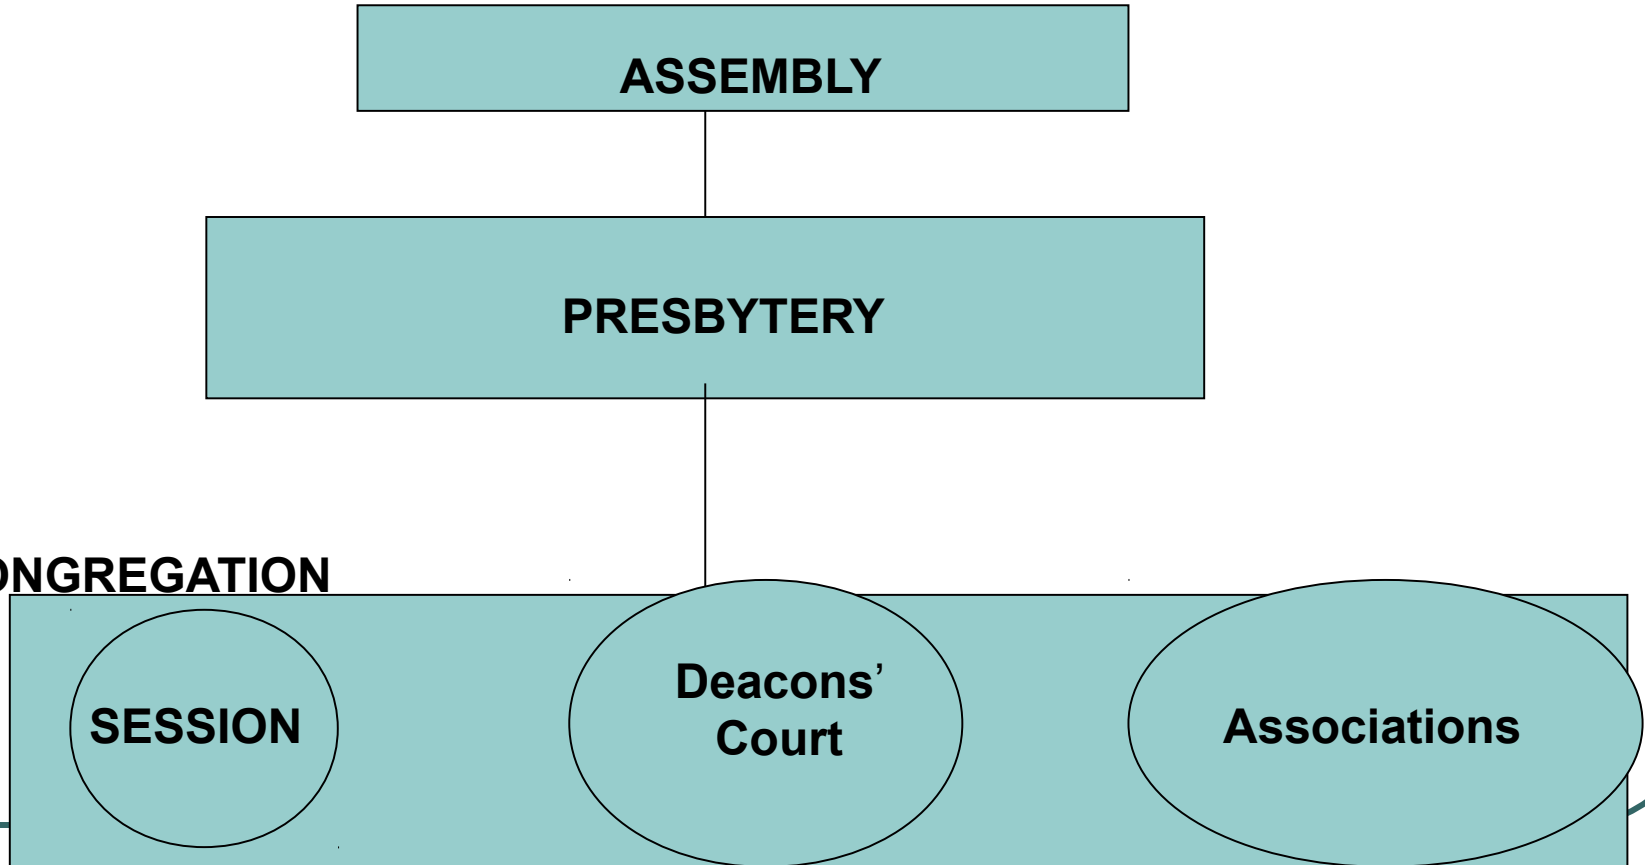 ASSEMBLY
PRESBYTERY
ONGREGATION
SESSION
Deacons’
Court
Associations